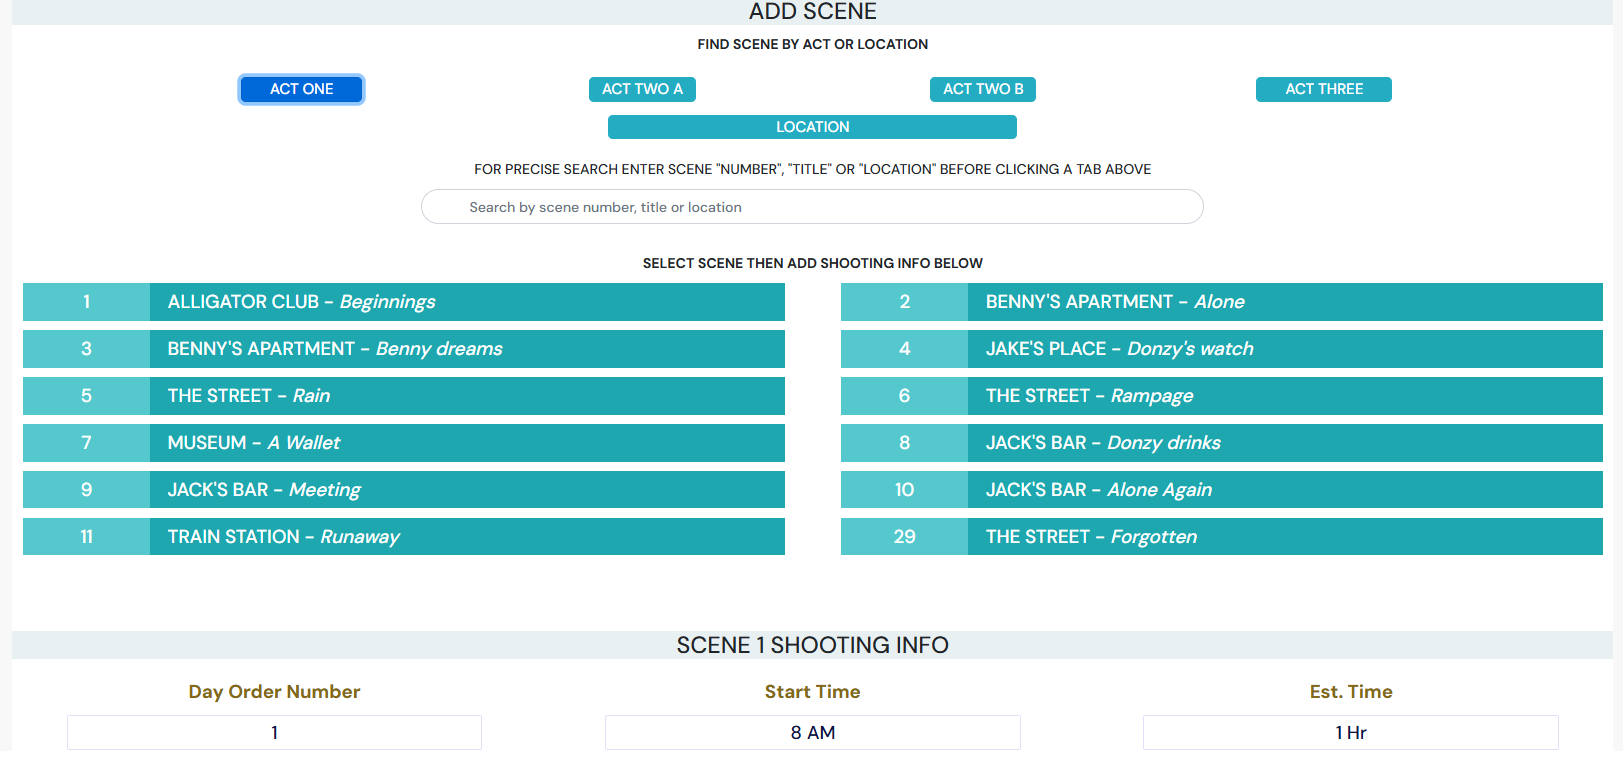 ADD SCENE
FIND SCENE BY ACT OR LOCATION
ACT ONE ACT TWO A ACT TWO B ACT THREE
LOCATION
FOR PRECISE SEARCH ENTER SCENE "NUMBER", "TITLE" OR "LOCATION" BEFORE CLICKING A TAB ABOVE
Search by scene number, title or location
SELECT SCENE THEN ADD SHOOTING INFO BELOW
1 ALLIGATOR CLUB - Beginnings 2 BENNY'S APARTMENT - Alone
3 BENNY'S APARTMENT - Benny dreams 4 JAKE'S PLACE - Donzy's watch
5 THE STREET - Rain 6 THE STREET - Rampage
7 MUSEUM - A Wallet 8 JACK'S BAR - Donzy drinks
9 JACK'S BAR - Meeting 10 JACK'S BAR - Alone Again
11 TRAIN STATION - Runaway 29 THE STREET - Forgotten
SCENE 1 SHOOTING INFO
Day Order Number Start Time Est. Time
1 8 AM 1 Hr